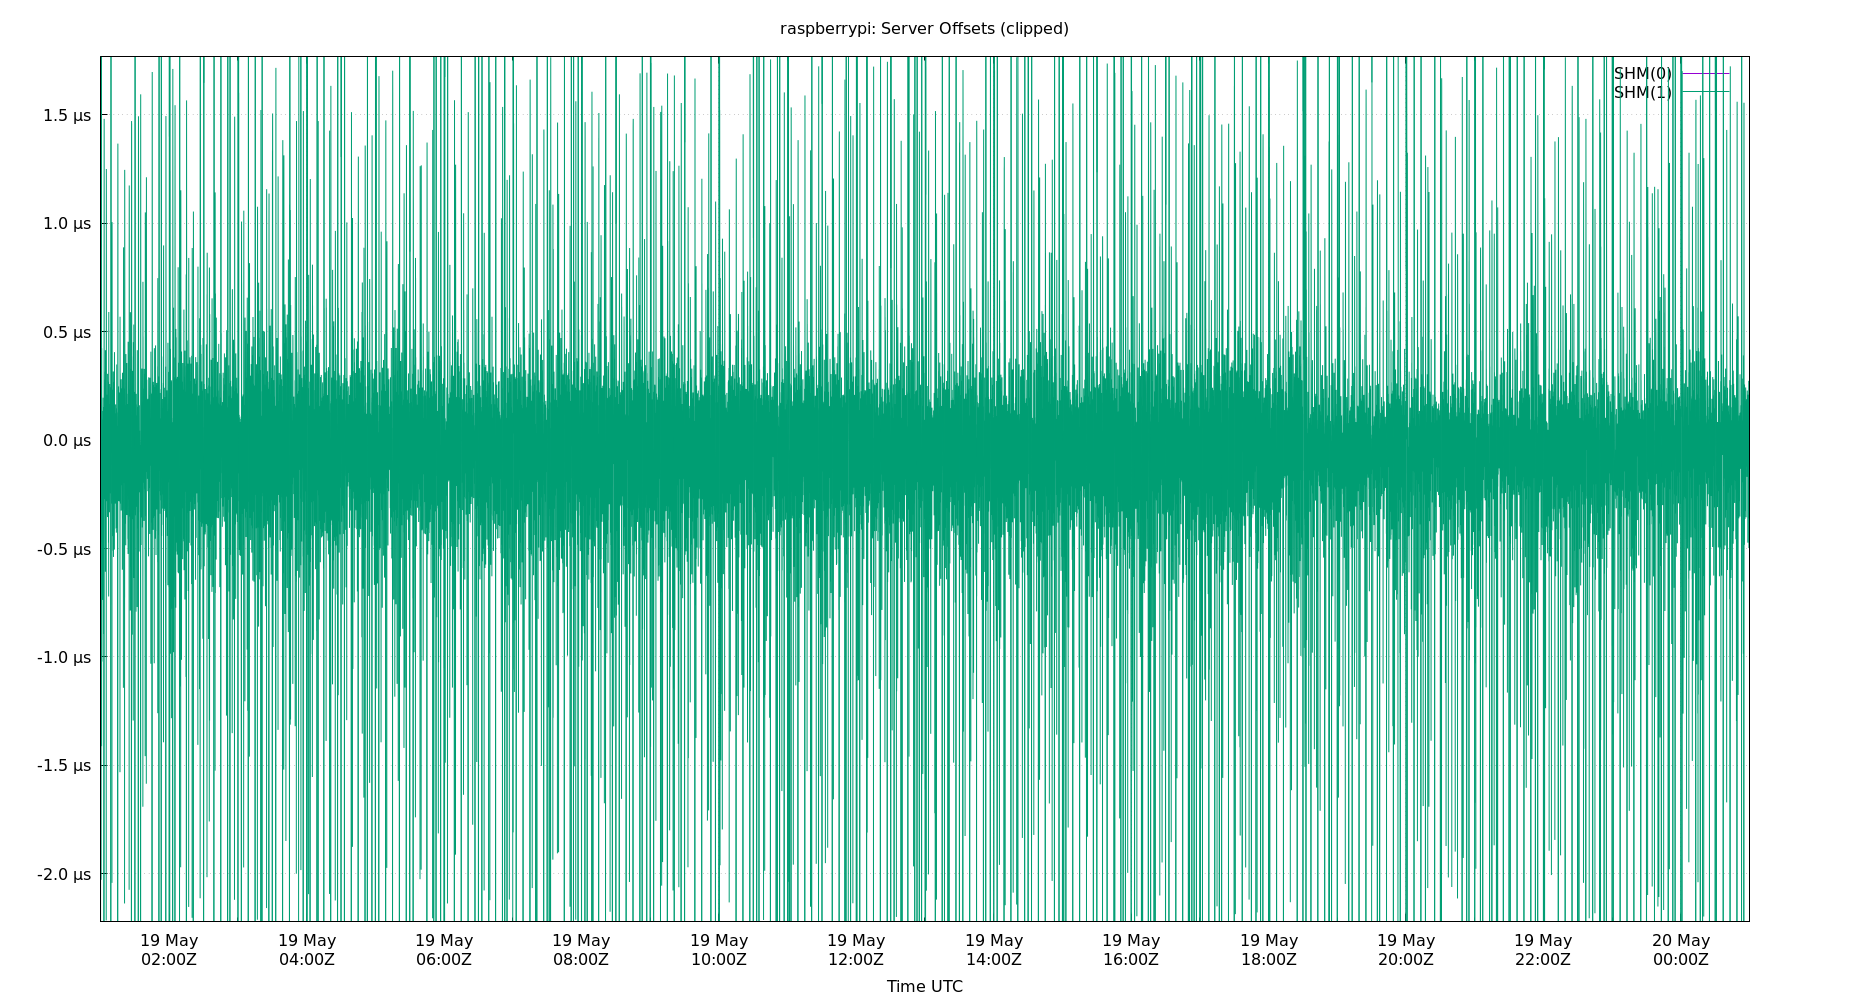 raspberrypi: Server Offsets (clipped)
SHM(0)
SHM(1)
1.5 µs
1.0 µs
0.5 µs
0.0 µs
-0.5 µs
-1.0 µs
-1.5 µs
-2.0 µs
19 May 19 May 19 May 19 May 19 May 19 May 19 May 19 May 19 May 19 May 19 May 20 May
02:00Z 04:00Z 06:00Z 08:00Z 10:00Z 12:00Z 14:00Z 16:00Z 18:00Z 20:00Z 22:00Z 00:00Z
Time UTC